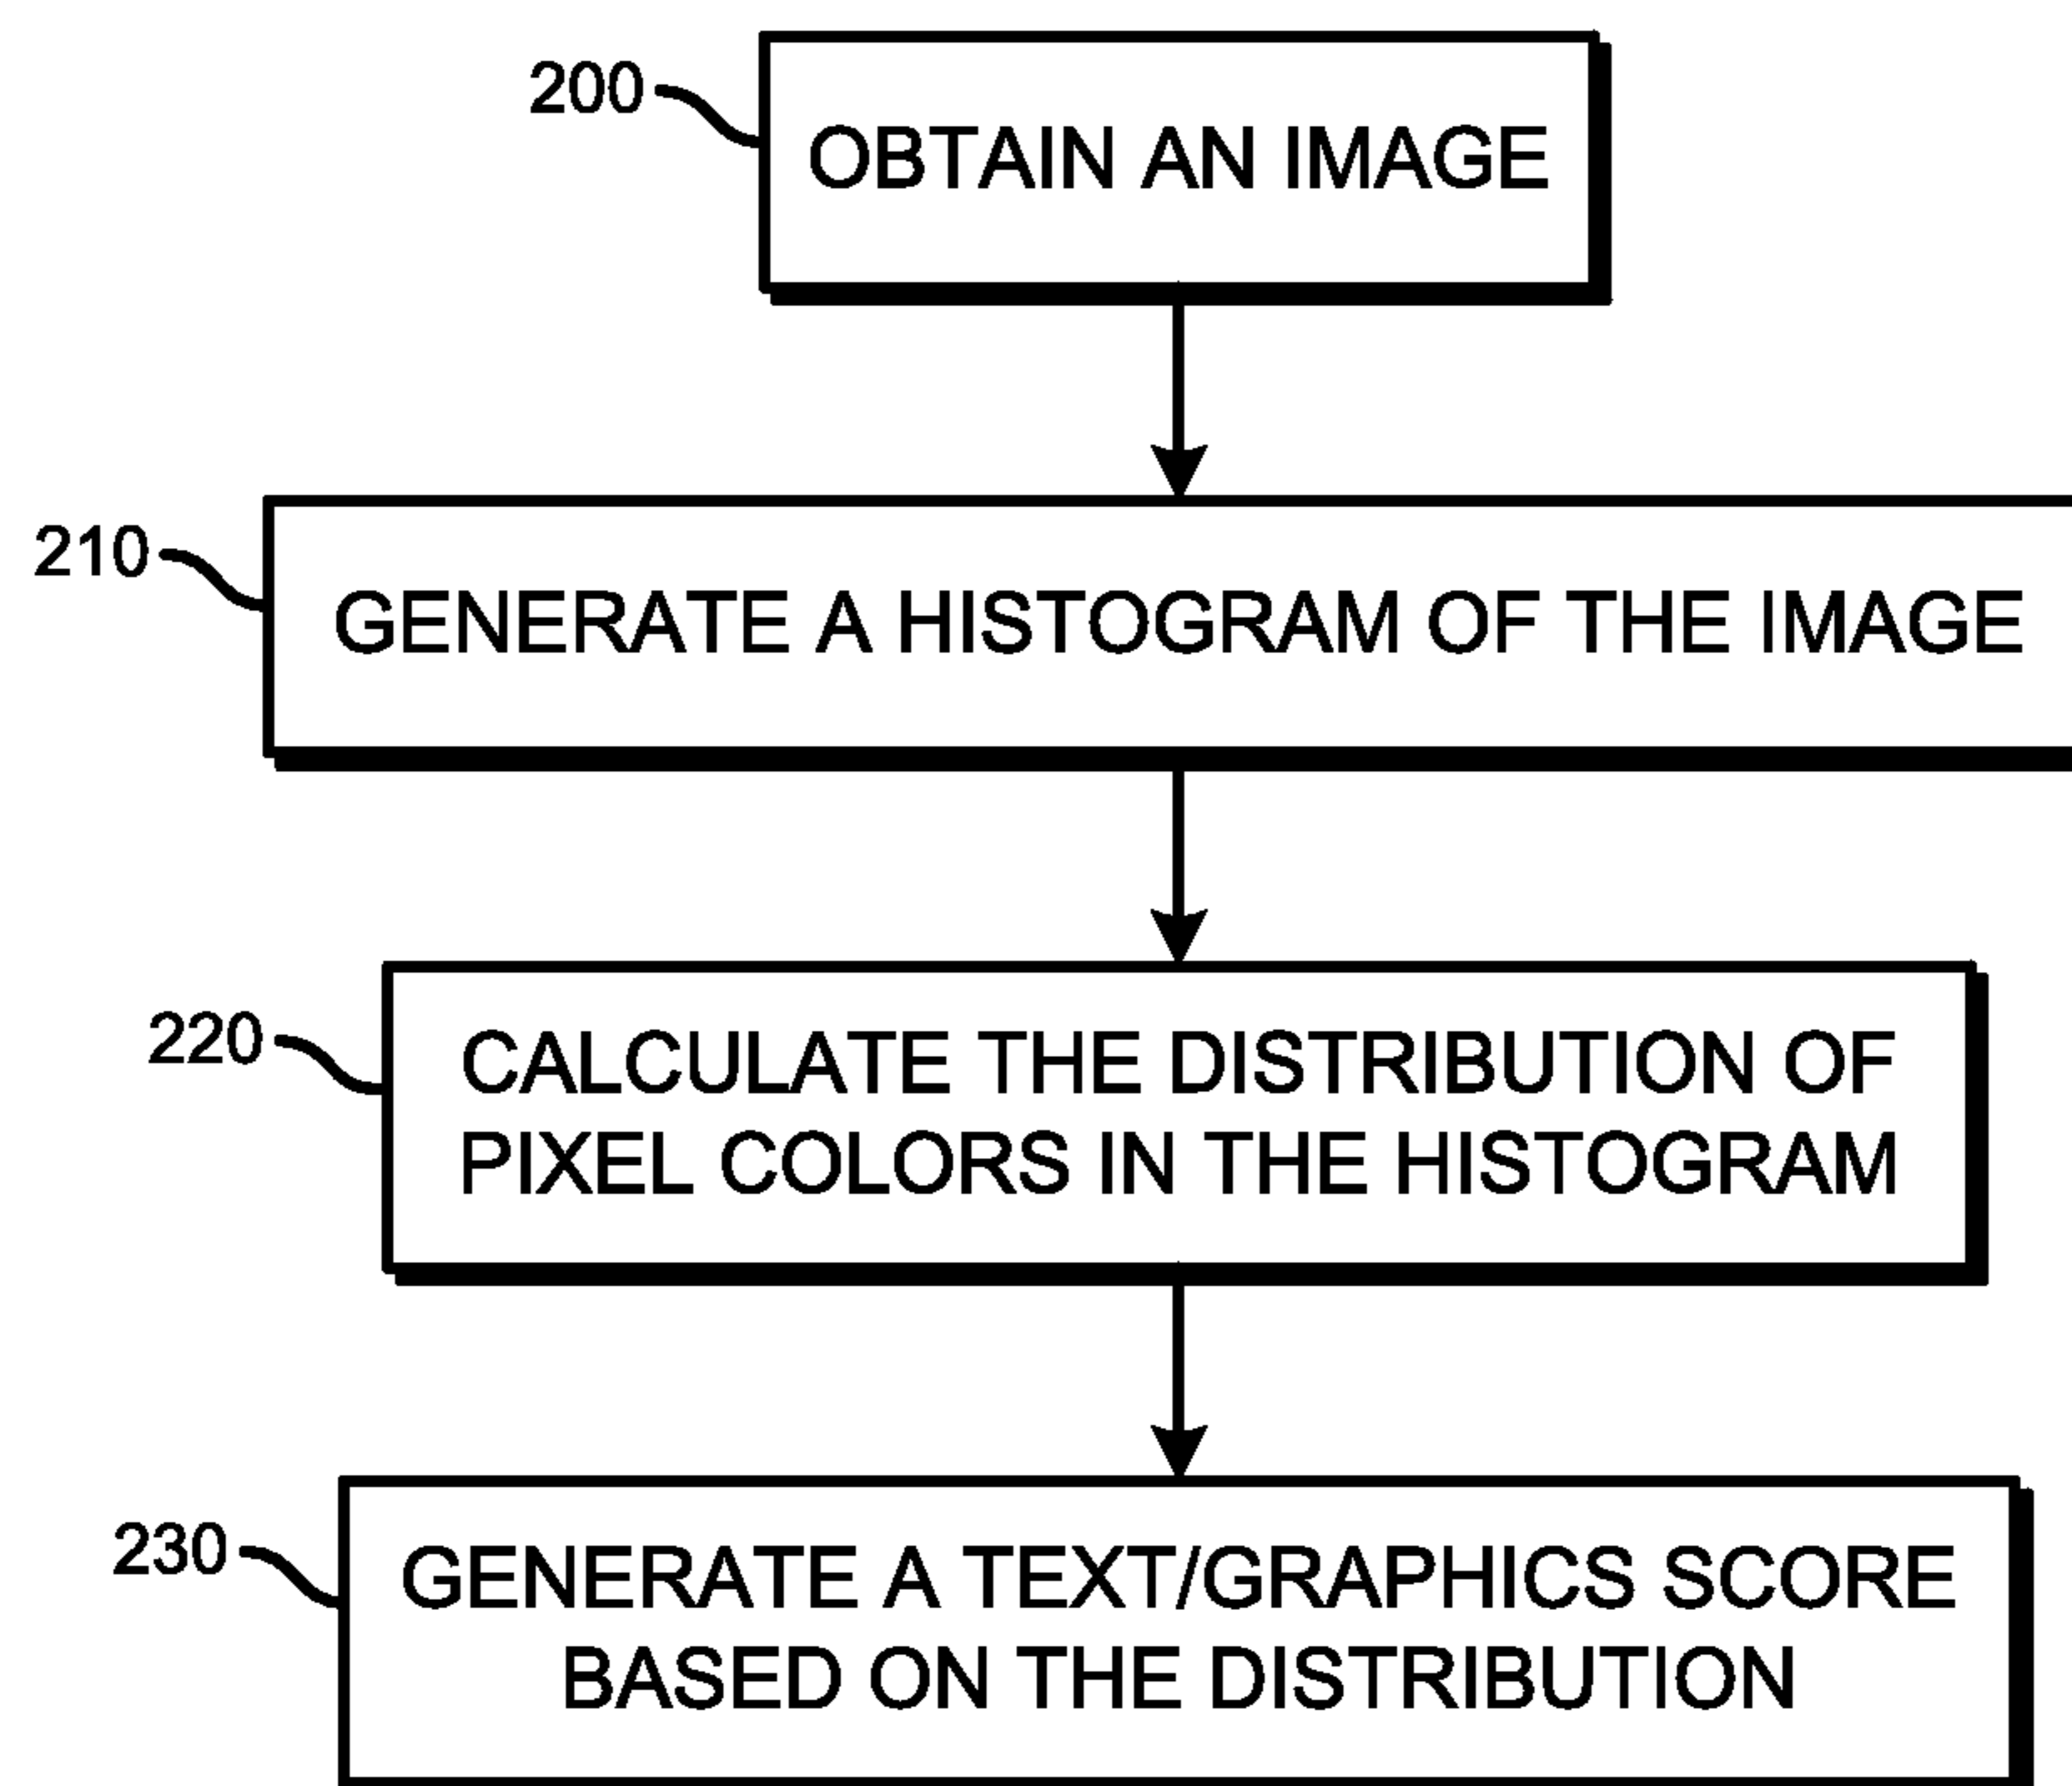 200
OBTAIN AN IMAGE
210
GENERATE A HISTOGRAM OF THE IMAGE
220
CALCULATE THE DISTRIBUTION OF
PIXEL COLORS IN THE HISTOGRAM
230
GENERATE A TEXT/GRAPHICS SCORE
BASED ON THE DISTRIBUTION